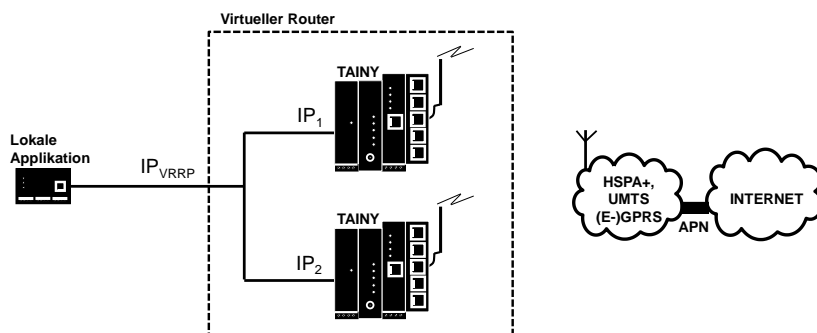 Virtueller Router
TAINY
IP1
Lokale
Applikation
IPVRRP
HSPA+,
UMTS
(E-)GPRS
INTERNET
APN
TAINY
IP2